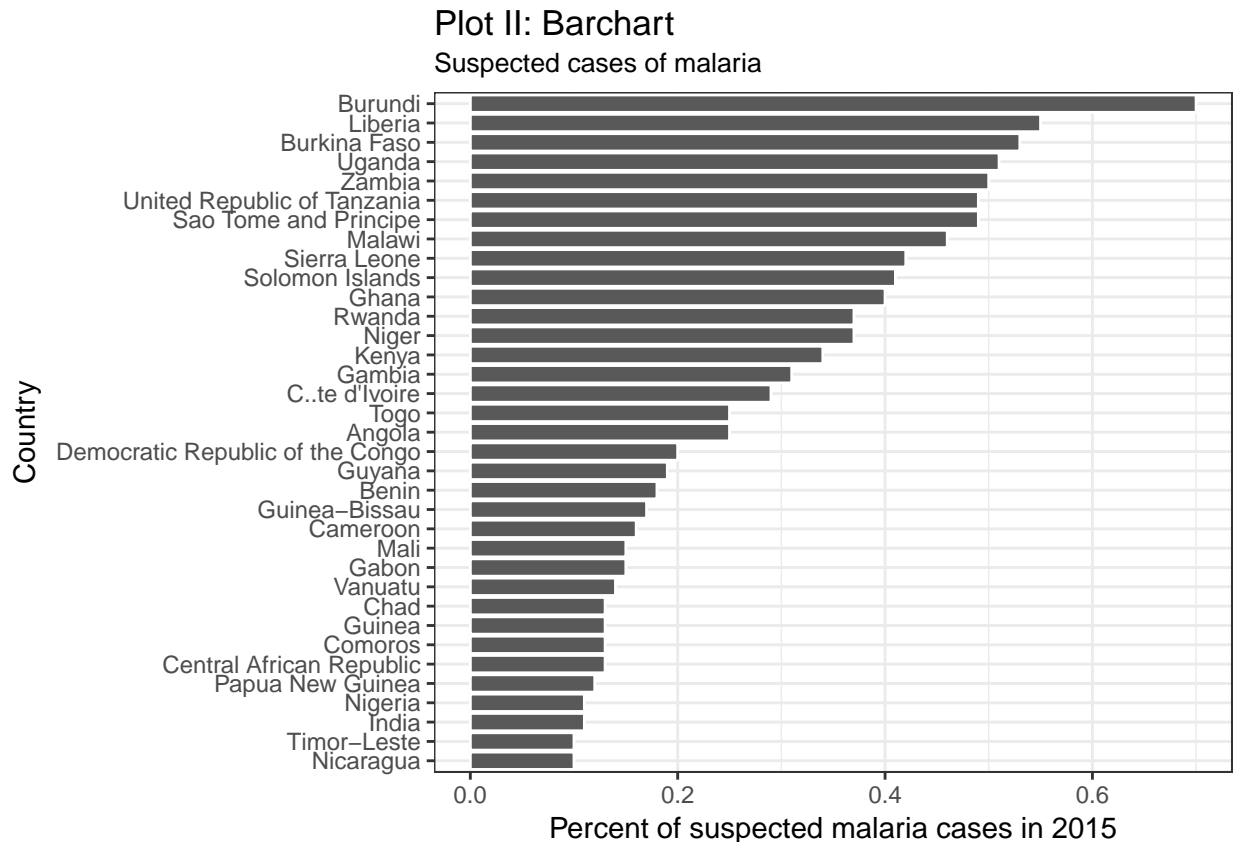 Plot II: Barchart
Suspected cases of malaria
Country
Burundi
Liberia
Burkina Faso
Uganda
Zambia
United Republic of Tanzania
Sao Tome and Principe
Malawi
Sierra Leone
Solomon Islands
Ghana
Rwanda
Niger
Kenya
Gambia
C..te d'Ivoire
Togo
Angola
Democratic Republic of the Congo
Guyana
Benin
Guinea−Bissau
Cameroon
Mali
Gabon
Vanuatu
Chad
Guinea
Comoros
Central African Republic
Papua New Guinea
Nigeria
India
Timor−Leste
Nicaragua
0.0 0.2 0.4 0.6
Percent of suspected malaria cases in 2015